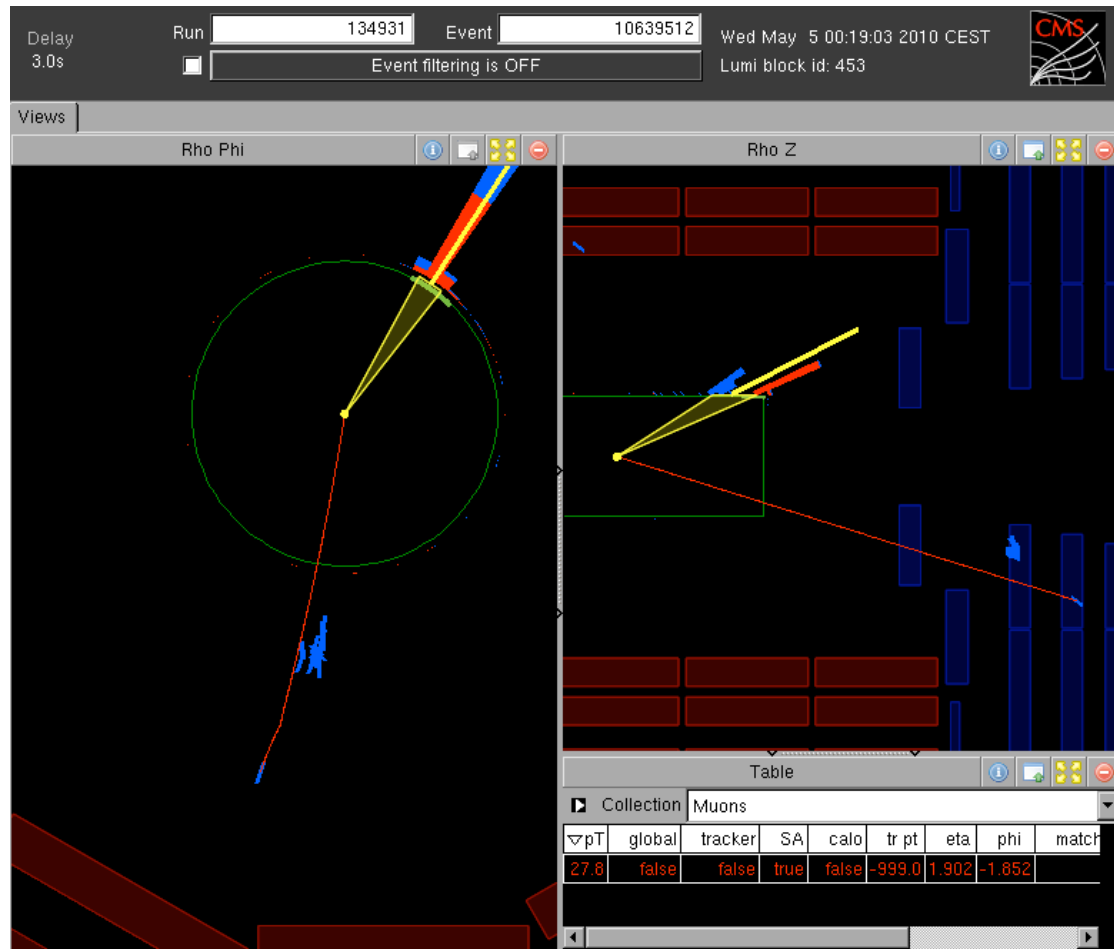 Delay
3.0s
Run 134931 Event 10639512
Event filtering is OFF
Wed May 5 00:19:03 2010 CEST
Lumi block id: 453
CMS
Views
Rho Phi
Rho Z
Table
Collection Muons
pT global tracker SA calo tr pt eta phi match
27.8 false false true false -999.0 1.902 -1.852